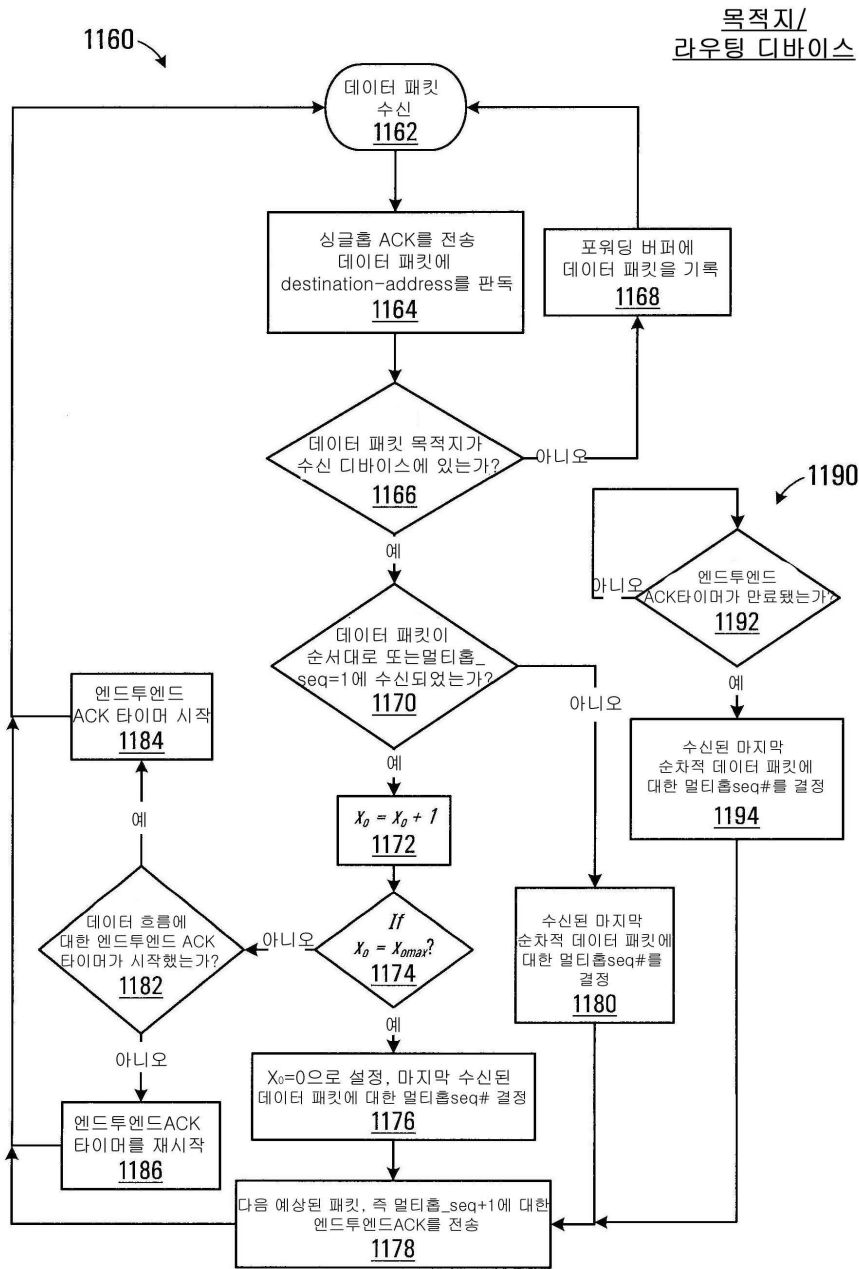 목적지/
라우팅 디바이스
1160
데이터 패킷
수신
1162
싱글홉 ACK를 전송
데이터 패킷에
destination-address를 판독
1164
포워딩 버퍼에
데이터 패킷을 기록
1168
데이터 패킷 목적지가
수신 디바이스에 있는가?
1166
아니오
예
1190
엔드투엔드
ACK타이머가 만료됐는가?
1192
아니오
예
데이터 패킷이
순서대로 또는멀티홉_
seq=1에 수신되었는가?
1170
아니오
예
엔드투엔드
ACK 타이머 시작
1184
수신된 마지막
순차적 데이터 패킷에
대한 멀티홉seq#를 결정
1194
x₀ = x₀ + 1
1172
예
데이터 흐름에
대한 엔드투엔드 ACK
타이머가 시작했는가?
1182
아니오
If
x₀ = x₀max?
1174
수신된 마지막
순차적 데이터 패킷에
대한 멀티홉seq#를
결정
1180
예
아니오
X₀=0으로 설정, 마지막 수신된
데이터 패킷에 대한 멀티홉seq# 결정
1176
엔드투엔드ACK
타이머를 재시작
1186
다음 예상된 패킷, 즉 멀티홉_seq+1에 대한
엔드투엔드ACK를 전송
1178